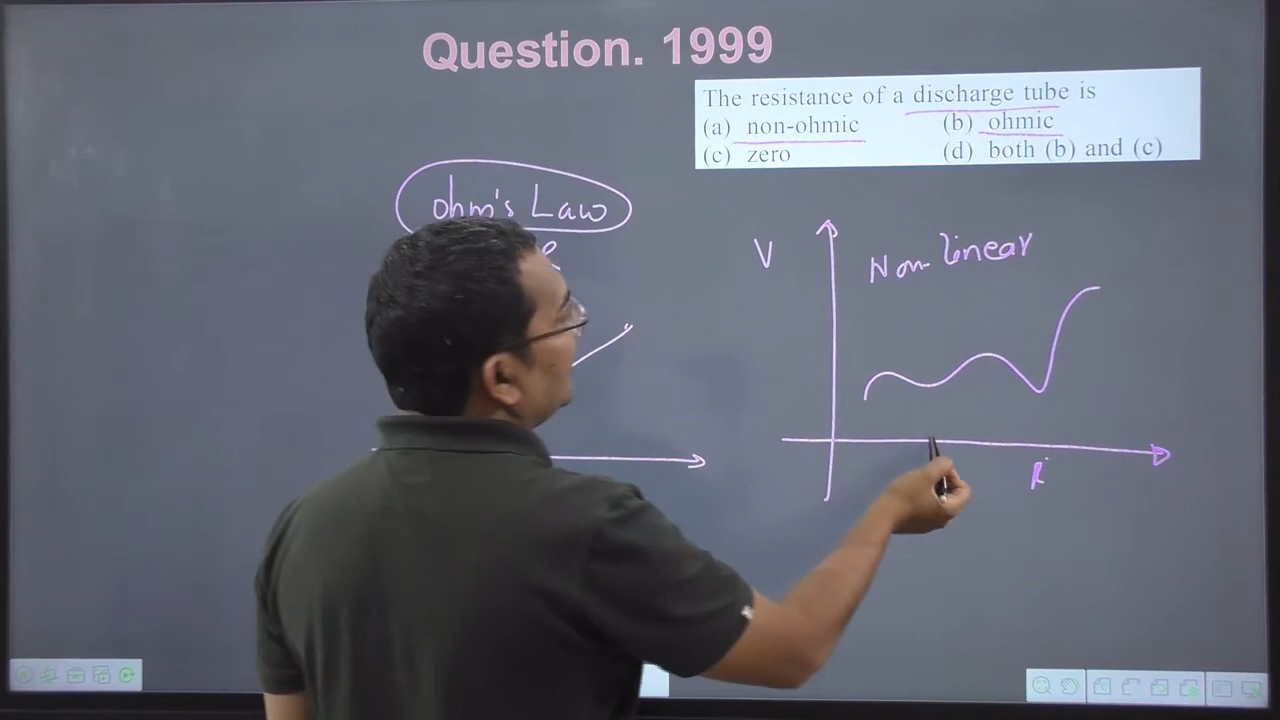 Question. 1999
The resistance of a discharge tube is
(a) non-ohmic (b) ohmic
(c) zero (d) both (b) and (c)
ohm's Law
V
Non-linear
R